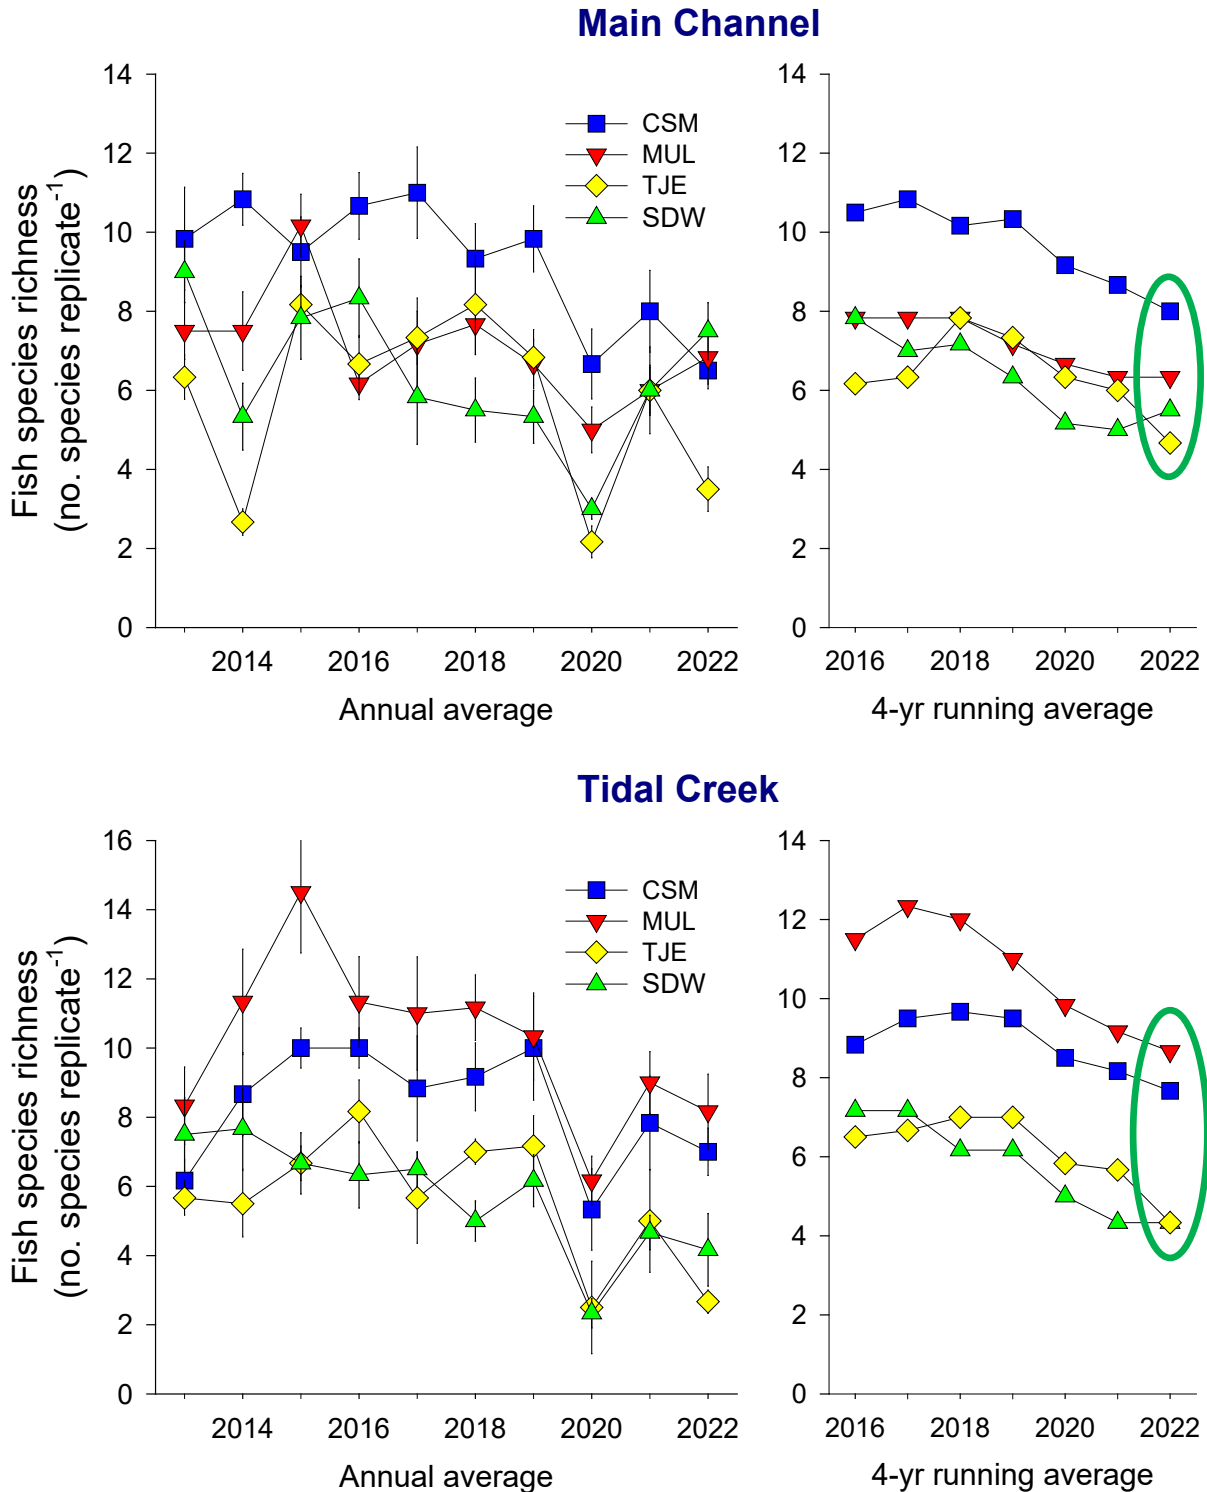 Main Channel
Fish species richness
(no. species replicate-1)
14
12
10
8
6
4
2
0
CSM
MUL
TJE
SDW
2014 2016 2018 2020 2022
Annual average
14
12
10
8
6
4
2
0
2016 2018 2020 2022
4-yr running average
Tidal Creek
Fish species richness
(no. species replicate-1)
16
14
12
10
8
6
4
2
0
CSM
MUL
TJE
SDW
2014 2016 2018 2020 2022
Annual average
14
12
10
8
6
4
2
0
2016 2018 2020 2022
4-yr running average